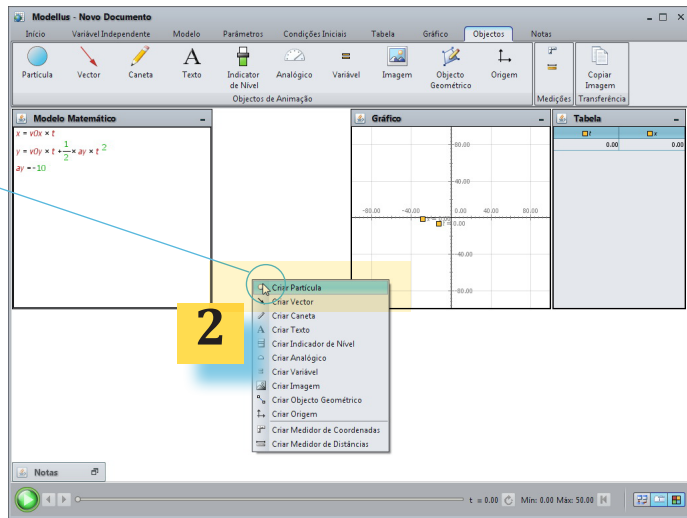 Modellus - Novo Documento
Início Variável Independente Modelo Parâmetros Condições Iniciais Tabela Gráfico Objectos Notas
Partícula Vector Caneta Texto Indicator de Nível Analógico Variável Imagem Objecto Geométrico Origem Copiar Imagem
Objectos de Animação Medições Transferência
Modelo Matemático
x = v0x × t
y = v0y × t + 1/2 × ay × t 2
ay = -10
Gráfico
80.00
40.00
-80.00 -40.00 0.00 40.00 80.00
0.00
-40.00
-80.00
Tabela
t x
0.00 0.00
2
Criar Partícula
Criar Vector
Criar Caneta
Criar Texto
Criar Indicador de Nível
Criar Analógico
Criar Variável
Criar Imagem
Criar Objecto Geométrico
Criar Origem
Criar Medidor de Coordenadas
Criar Medidor de Distâncias
Notas
t = 0.00 Min: 0.00 Máx: 50.00